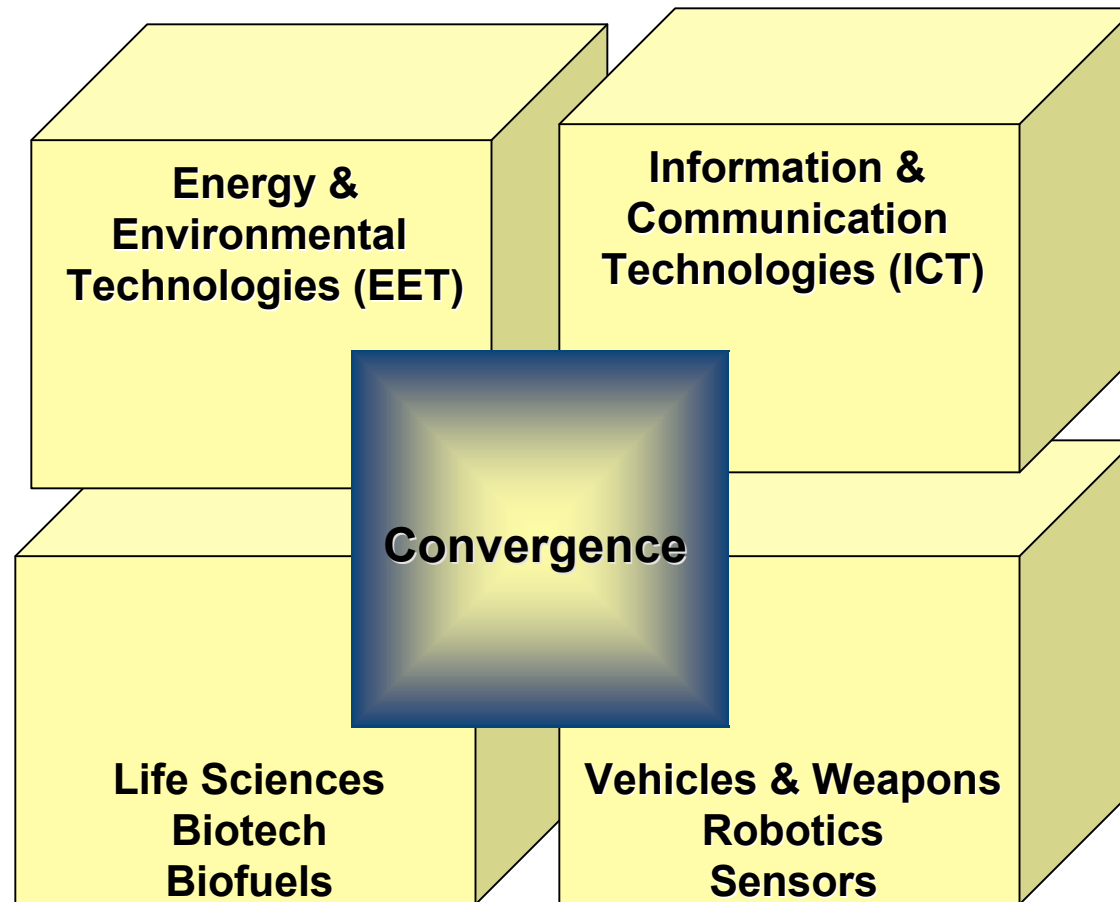 Energy &
Environmental
Technologies (EET)
Information &
Communication
Technologies (ICT)
Convergence
Life Sciences
Biotech
Biofuels
Vehicles & Weapons
Robotics
Sensors